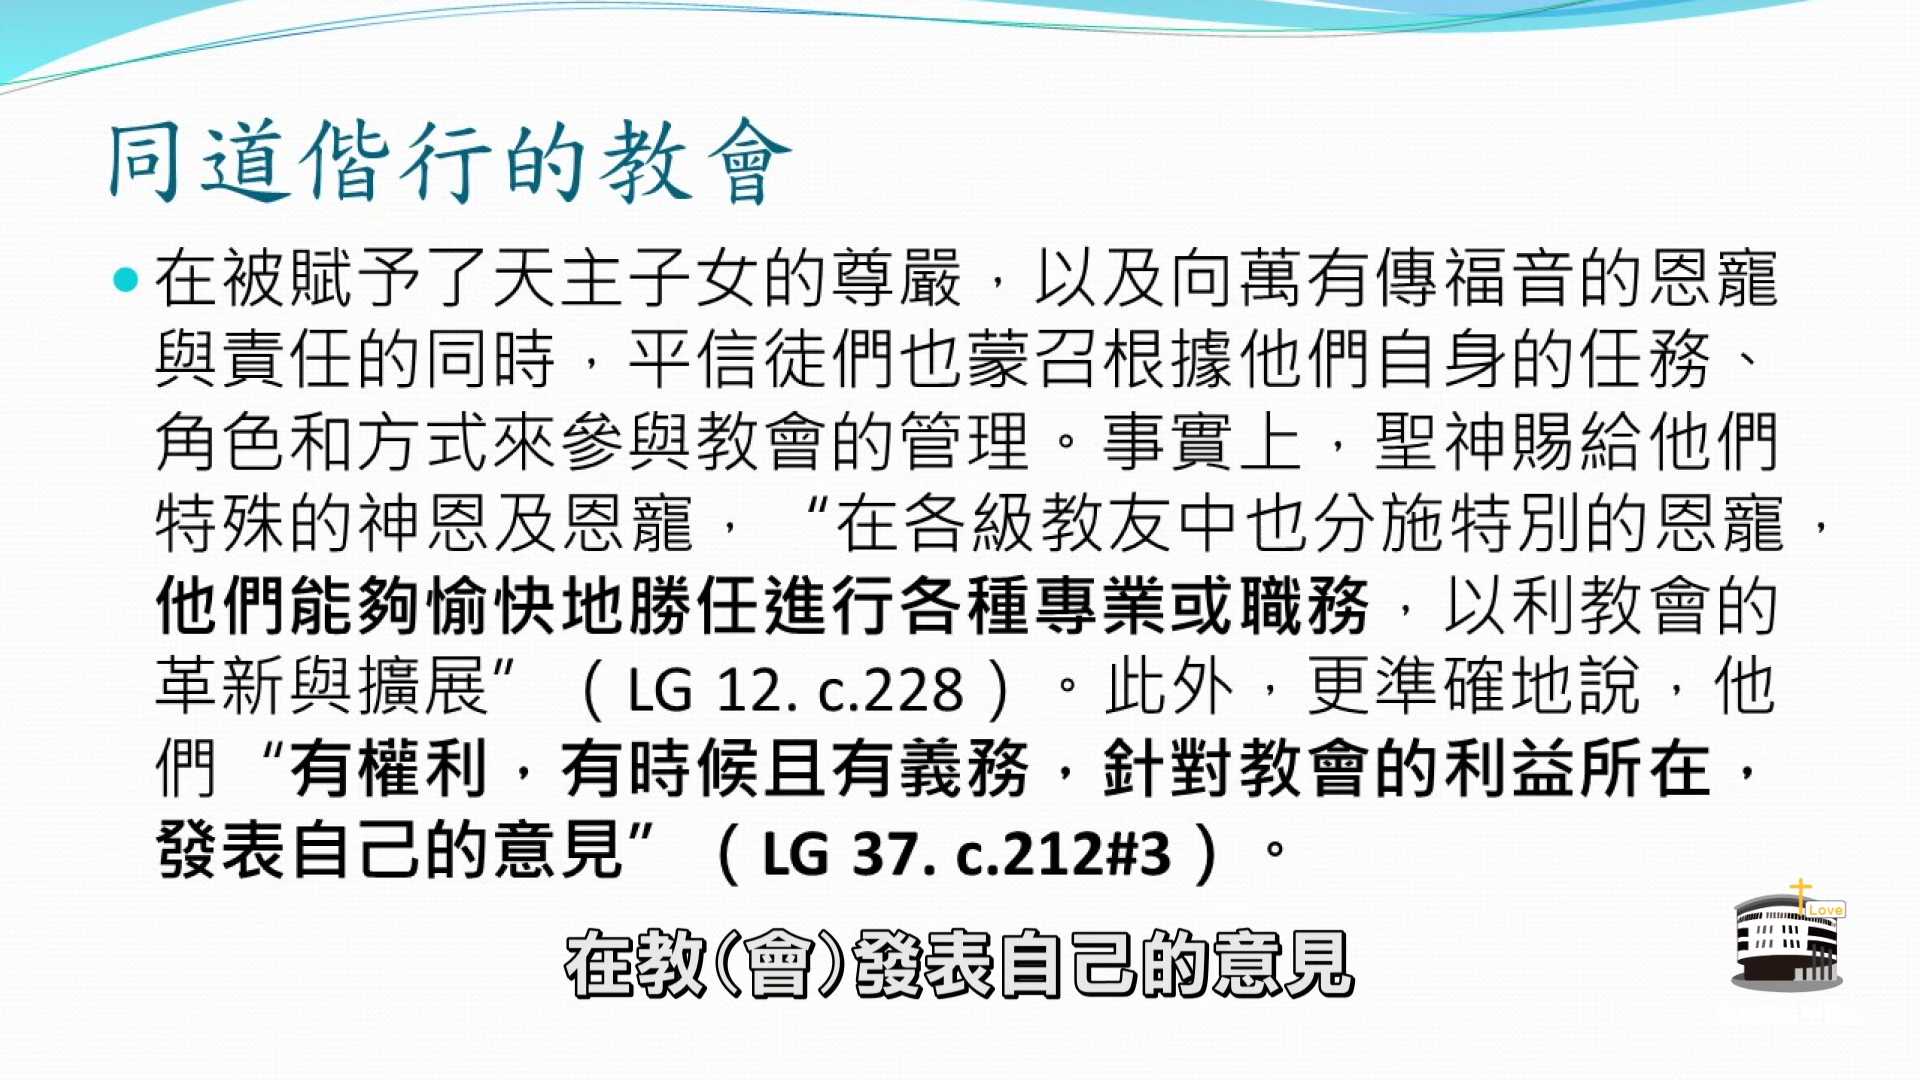 同道偕行的教會
•在被賦予了天主子女的尊嚴，以及向萬有傳福音的恩寵
與責任的同時，平信徒們也蒙召根據他們自身的任務、
角色和方式來參與教會的管理。事實上，聖神賜給他們
特殊的神恩及恩寵，“在各級教友中也分施特別的恩寵，
他們能夠愉快地勝任進行各種專業或職務，以利教會的
革新與擴展”（LG 12. c.228）。此外，更準確地說，他
們“有權利，有時候且有義務，針對教會的利益所在，
發表自己的意見”（LG 37. c.212#3）。
Love
在教(會)發表自己的意見